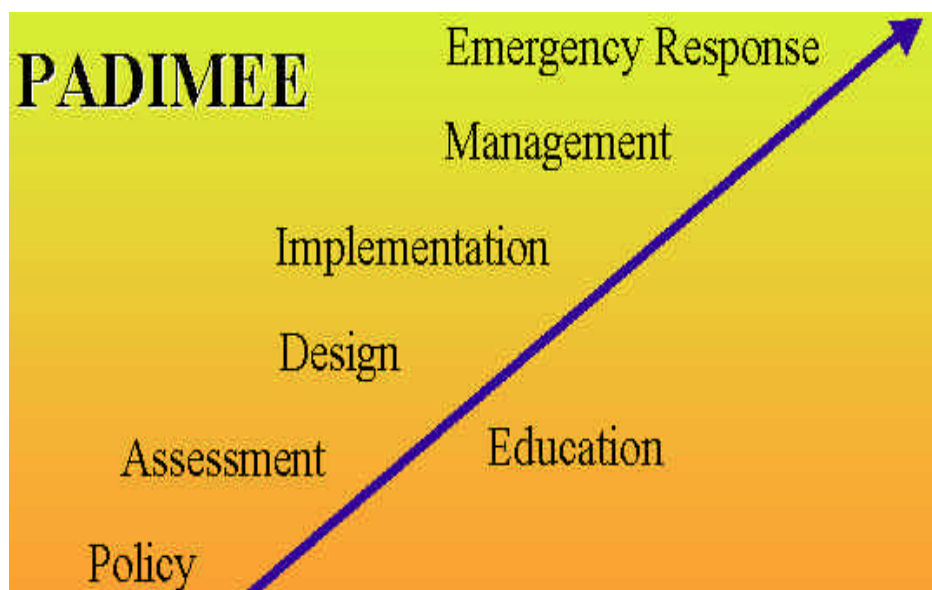 PADIMEE
Emergency Response
Management
Implementation
Design
Assessment
Education
Policy